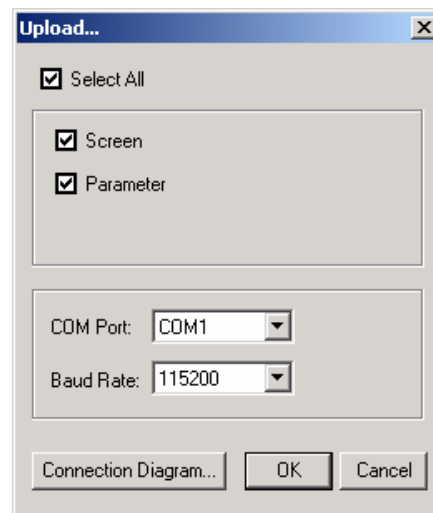 Upload...
Select All
Screen
Parameter
COM Port: COM1
Baud Rate: 115200
Connection Diagram... OK Cancel